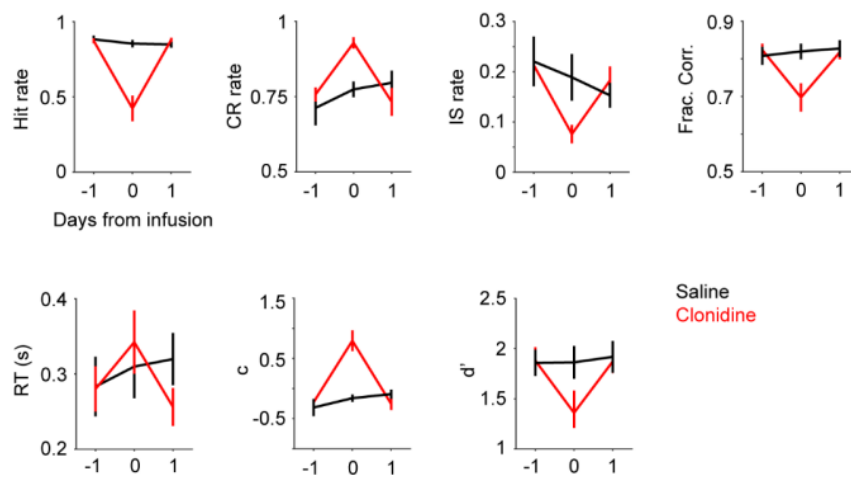 Hit rate
1
0.5
0
-1 0 1
Days from infusion
CR rate
1
0.75
0.5
-1 0 1
IS rate
0.3
0.2
0.1
0
-1 0 1
Frac. Corr.
0.9
0.7
0.5
-1 0 1
RT (s)
0.4
0.3
0.2
-1 0 1
c
1.5
0.5
-0.5
-1 0 1
d'
2.5
2
1.5
1
-1 0 1
Saline
Clonidine